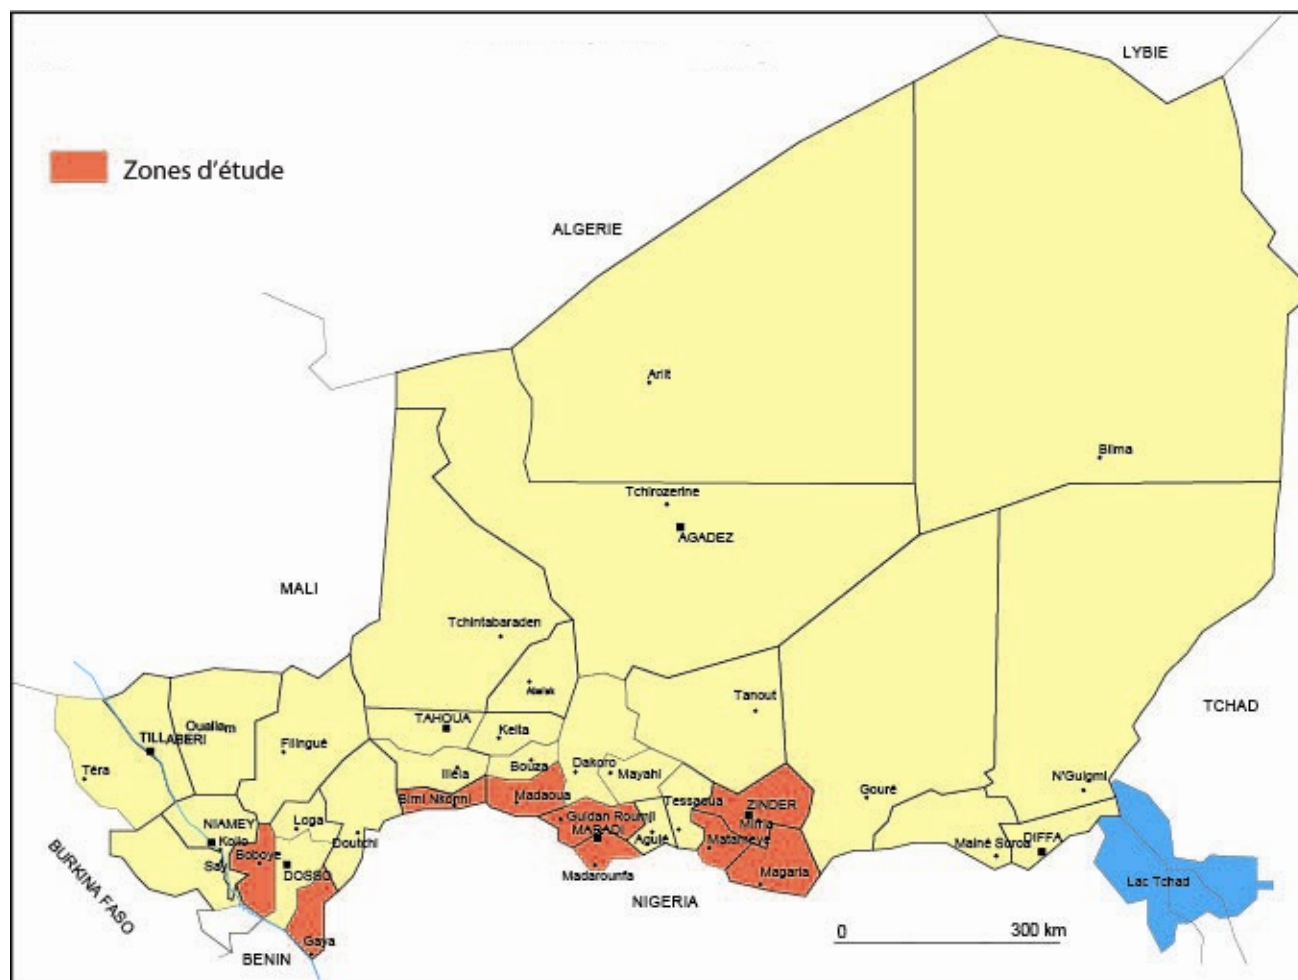 LYBIE
Zones d'étude
ALGERIE
Arlit
Bilma
Tchirozerine
AGADEZ
MALI
Tchintabaraden
Abalak
Tanout
TCHAD
TAHOUA
Keita
Ouallam
TILLABERI
Filingué
Téra
Illéla
Bouza
Dakoro
Mayahi
N'Guigmi
Gouré
Birni Nkonni
Madaoua
Tessaoua
ZINDER
Mirria
Guidan Roumji
MARADI
Aguié
Matameye
NIAMEY
Kollo
Loga
Doutchi
Say
Boboye
DOSSO
Mainé Soroa
DIFFA
Madarounfa
Magaria
Lac Tchad
BURKINA FASO
NIGERIA
BENIN
Gaya
0 300 km